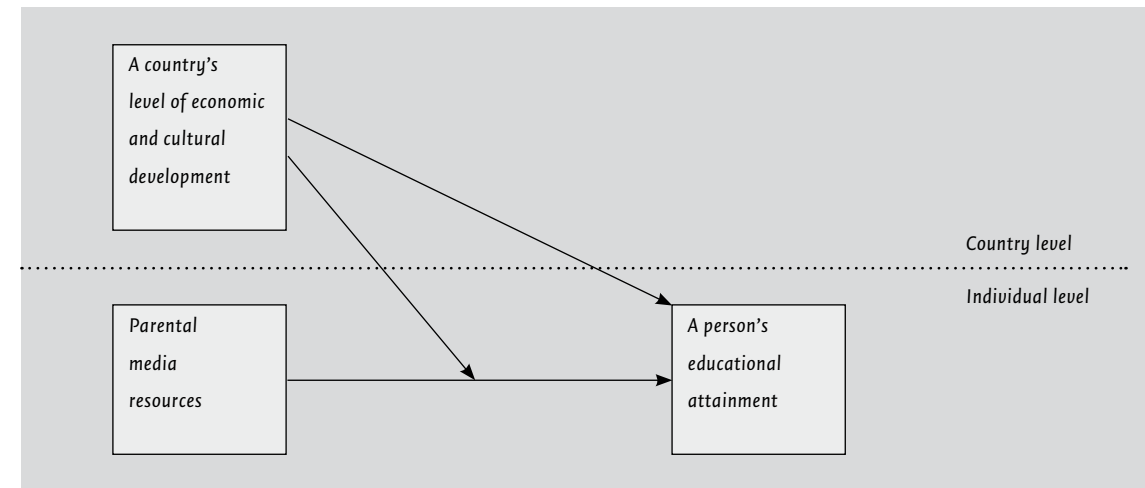 A country's
level of economic
and cultural
development
Country level
Individual level
Parental
media
resources
A person's
educational
attainment